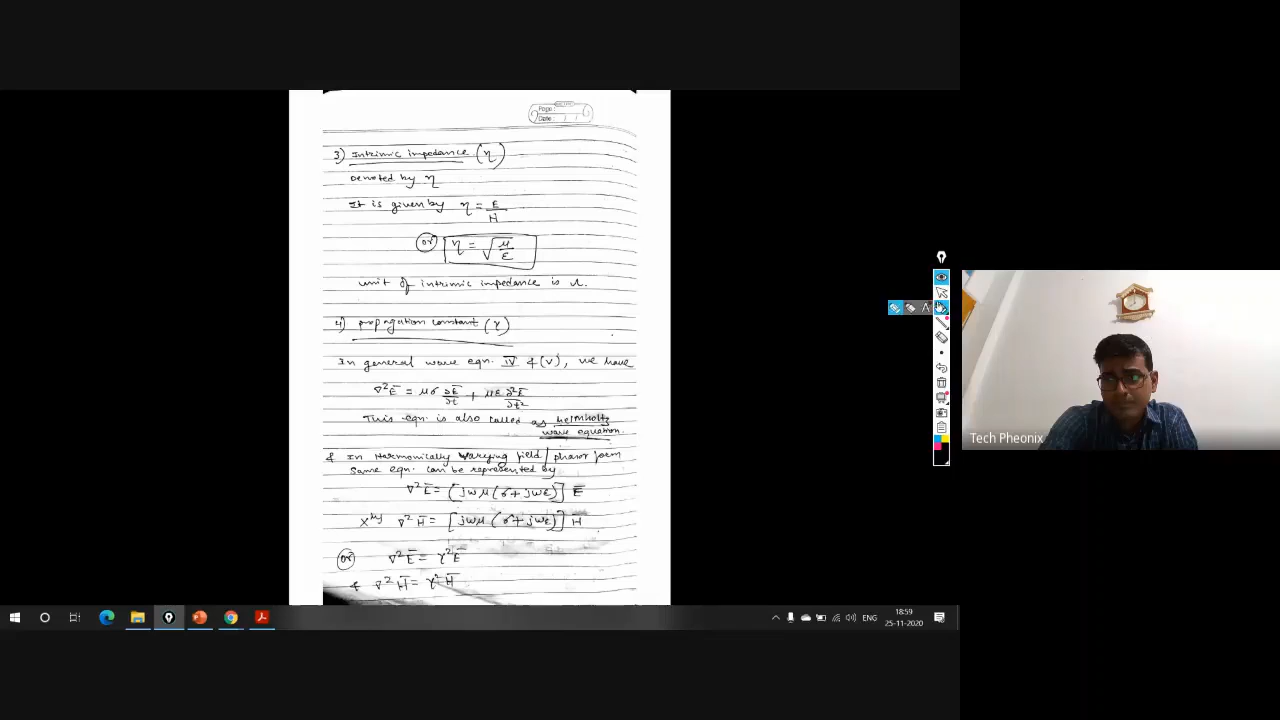 Page :
Date : / /
3) Intrinsic impedance (η)
Denoted by η
It is given by η = E/H
(or) η = √(μ/ε)
unit of intrinsic impedance is Ω.
4) propagation constant (γ)
In general wave eqn. IV & (V), we have
∇²E̅ = μσ ∂E̅/∂t + με ∂²E̅/∂t²
This eqn. is also called as helmholtz
wave equation.
& In Harmonically varying field / phasor form
same eqn. can be represented by
∇²E̅ = [jωμ(σ+jωε)] E̅
∇²H̅ = [jωμ(σ+jωε)] H̅
(or) ∇²E̅ = γ²E̅
& ∇²H̅ = γ²H̅
A
Tech Pheonix
ENG
18:59
25-11-2020